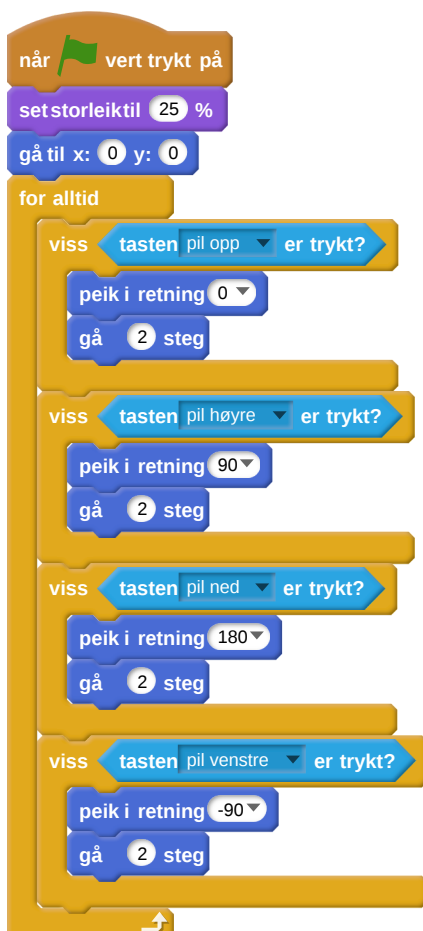 når vert trykt på
set storleik til 25 %
gå til x: 0 y: 0
for alltid
viss tasten pil opp er trykt?
peik i retning 0
gå 2 steg
viss tasten pil høyre er trykt?
peik i retning 90
gå 2 steg
viss tasten pil ned er trykt?
peik i retning 180
gå 2 steg
viss tasten pil venstre er trykt?
peik i retning -90
gå 2 steg